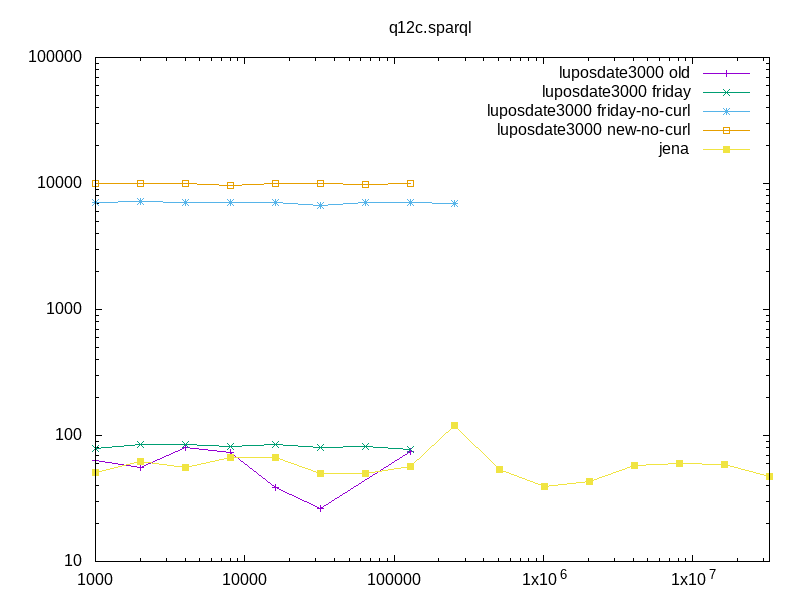 q12c.sparql
100000
luposdate3000 old
luposdate3000 friday
luposdate3000 friday-no-curl
luposdate3000 new-no-curl
jena
10000
1000
100
10
1000 10000 100000 1x10^6 1x10^7